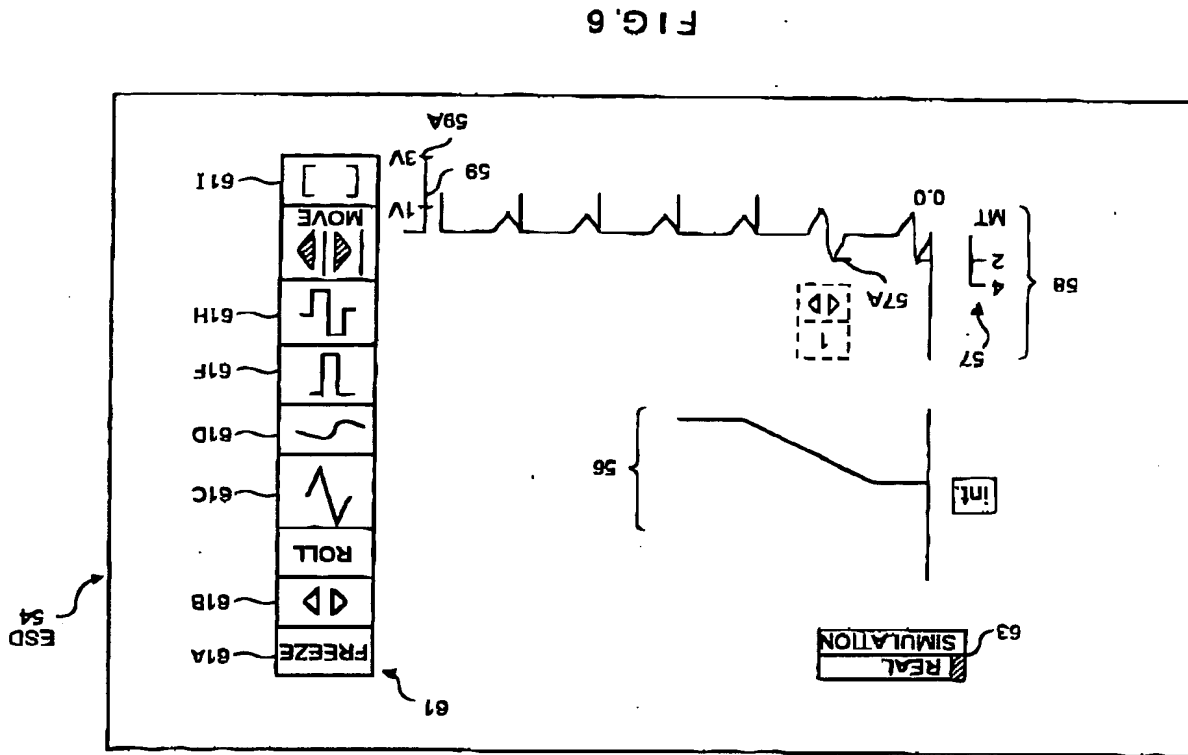 REAL
SIMULATION
63
61
FREEZE
61A
61B
ESD
54
ROLL
int.
56
61C
61D
61F
61H
1
57
57A
58
4
2
MT
0.0
MOVE
1V
59
3V
59A
[ ]
61I
FIG.6